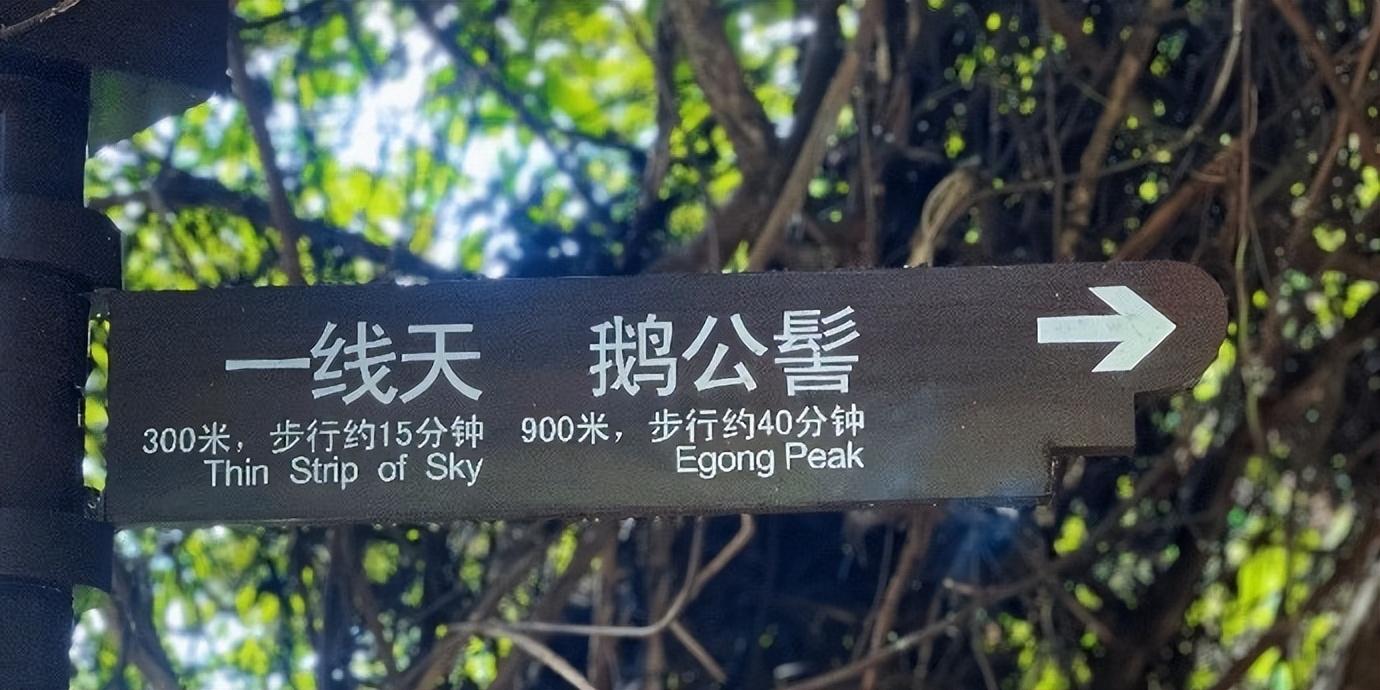 一线天 鹅公髻
300米，步行约15分钟 900米，步行约40分钟
Thin Strip of Sky Egong Peak